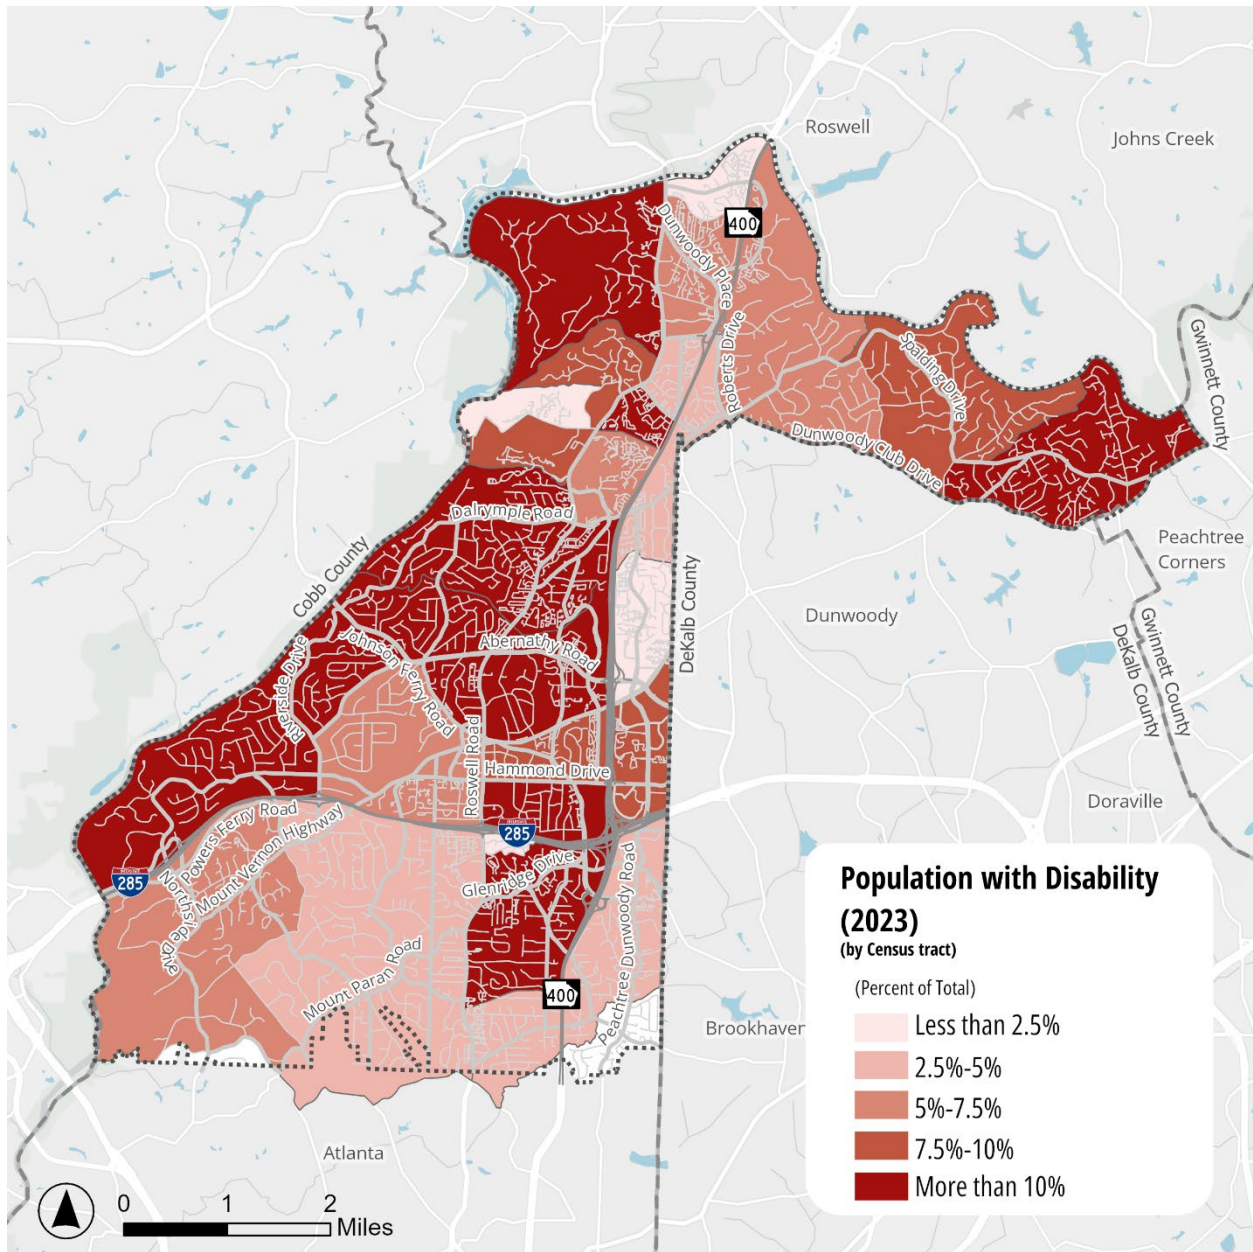 Roswell
Johns Creek
400
Dunwoody Place
Roberts Drive
Spalding Drive
Gwinnett County
Dunwoody Club Drive
Dalrymple Road
Peachtree
Corners
Cobb County
DeKalb County
Dunwoody
Gwinnett County
DeKalb County
Johnson Ferry Road
Abernathy Road
Riverside Drive
Roswell Road
Hammond Drive
Doraville
Powers Ferry Road
285
Mount Vernon Highway
285
Northside Drive
Glenridge Drive
Peachtree Dunwoody Road
Mount Paran Road
400
Brookhaven
Atlanta
Population with Disability
(2023)
(by Census tract)
(Percent of Total)
Less than 2.5%
2.5%-5%
5%-7.5%
7.5%-10%
More than 10%
0 1 2
Miles